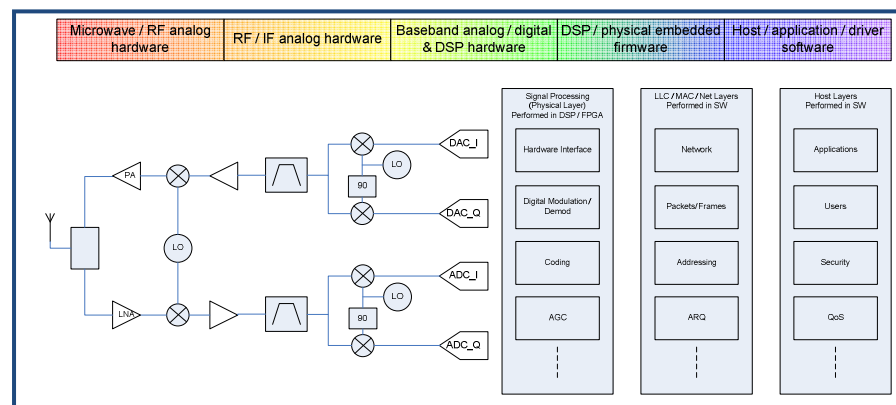 Microwave / RF analog
hardware
RF / IF analog hardware
Baseband analog / digital
& DSP hardware
DSP / physical embedded
firmware
Host / application / driver
software
Signal Processing
(Physical Layer)
Performed in DSP / FPGA
Hardware Interface
Digital Modulation /
Demod
Coding
AGC
LLC / MAC / Net Layers
Performed in SW
Network
Packets/Frames
Addressing
ARQ
Host Layers
Performed in SW
Applications
Users
Security
QoS
DAC_I
LO
90
DAC_Q
PA
LO
LNA
ADC_I
LO
90
ADC_Q